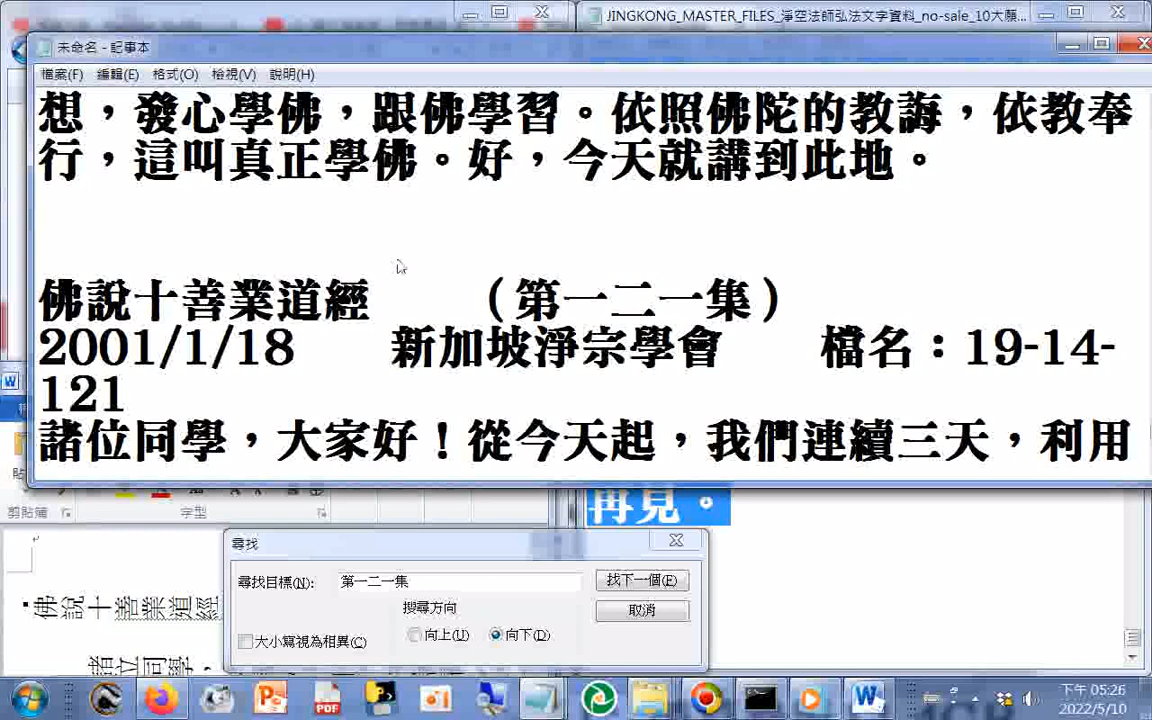 JINGKONG_MASTER_FILES_淨空法師弘法文字資料_no-sale_10大願...
未命名 - 記事本
檔案(F) 編輯(E) 格式(O) 檢視(V) 說明(H)
想，發心學佛，跟佛學習。依照佛陀的教誨，依教奉
行，這叫真正學佛。好，今天就講到此地。
佛說十善業道經 （第一二一集）
2001/1/18 新加坡淨宗學會 檔名：19-14-
121
諸位同學，大家好！從今天起，我們連續三天，利用
再見。
剪貼簿 字型
尋找
尋找目標(N): 第一二一集 找下一個(F)
搜尋方向 取消
大小寫視為相異(C) 向上(U) 向下(D)
佛說十善業道經
諸位同學，
下午 05:26
2022/5/10